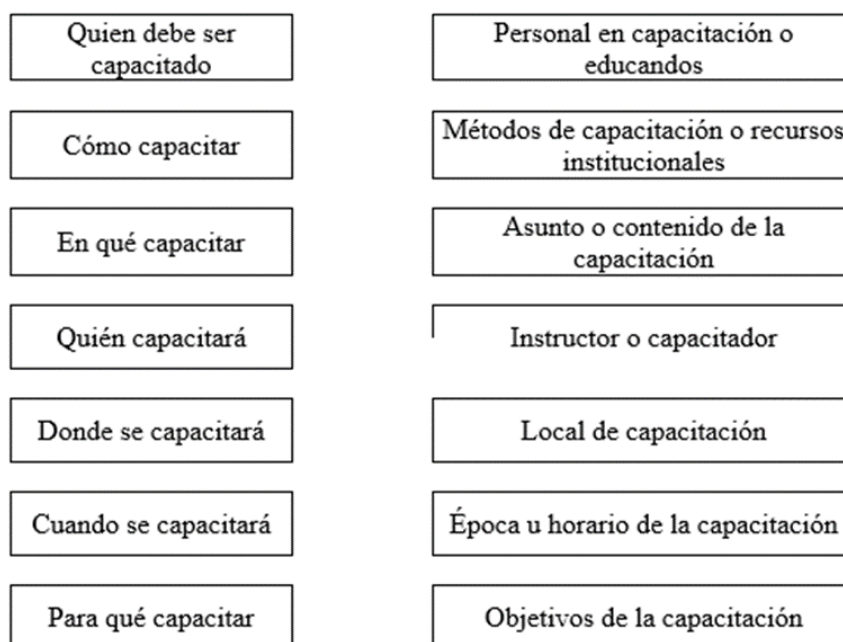 Quien debe ser
capacitado
Personal en capacitación o
educandos
Cómo capacitar
Métodos de capacitación o recursos
institucionales
En qué capacitar
Asunto o contenido de la
capacitación
Quién capacitará
Instructor o capacitador
Donde se capacitará
Local de capacitación
Cuando se capacitará
Época u horario de la capacitación
Para qué capacitar
Objetivos de la capacitación